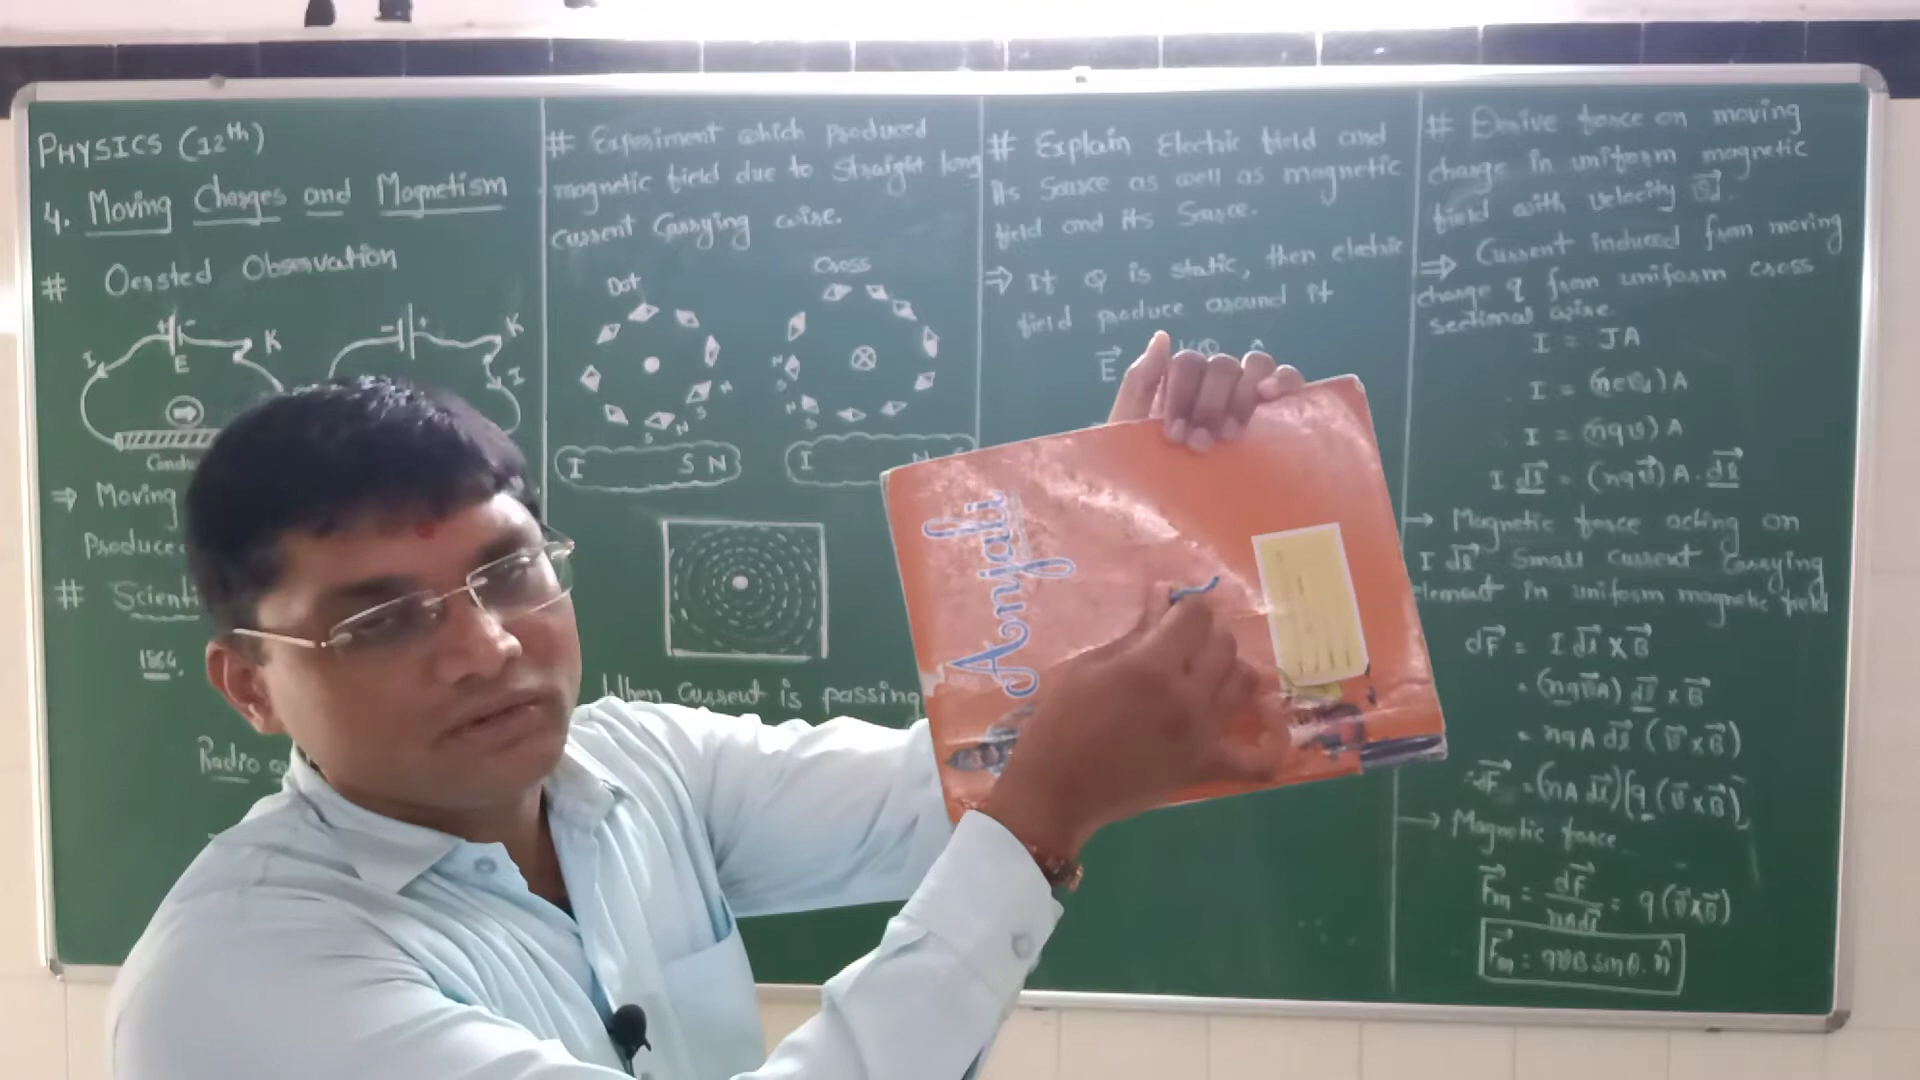 PHYSICS (12th)
4. Moving Charges and Magnetism
# Oersted Observation
+ -
E
K
I
- +
K
I
⇒ Moving
Produce
#
1864.
Radio
# Experiment which produced
magnetic field due to Straight long
current Carrying wire.
Dot
Cross
N
S
S N
N
S
N
S
I S N
I
When current is passing
# Explain Electric field and
its Source as well as magnetic
field and its Source.
⇒ If Q is static, then electric
field produce around it
E
Anjali
# Derive force on moving
charge in uniform magnetic
field with velocity
⇒ Current induced from moving
charge q from uniform cross
sectional wire.
I = JA
I = (nevd) A
I = (nqv) A
I dl = (nqv) A. dl
→ Magnetic force acting on
I dl Small current Carrying
element in uniform magnetic field
dF = I dl × B
= (nqvA) dl × B
= nqA dl (v × B)
∴ dF = (nA dl) [q (v × B)
→ Magnetic force.
Fm = dF / nAdl = q (v×B)
Fm = qvB sinθ. n̂